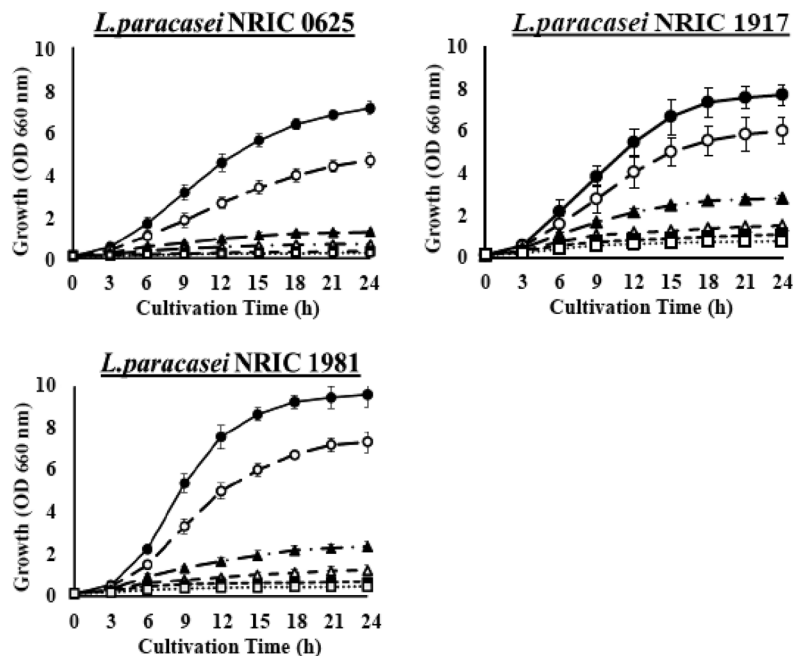 L.paracasei NRIC 0625
10
8
6
4
2
0
Growth (OD 660 nm)
0 3 6 9 12 15 18 21 24
Cultivation Time (h)
L.paracasei NRIC 1917
10
8
6
4
2
0
Growth (OD 660 nm)
0 3 6 9 12 15 18 21 24
Cultivation Time (h)
L.paracasei NRIC 1981
10
8
6
4
2
0
Growth (OD 660 nm)
0 3 6 9 12 15 18 21 24
Cultivation Time (h)